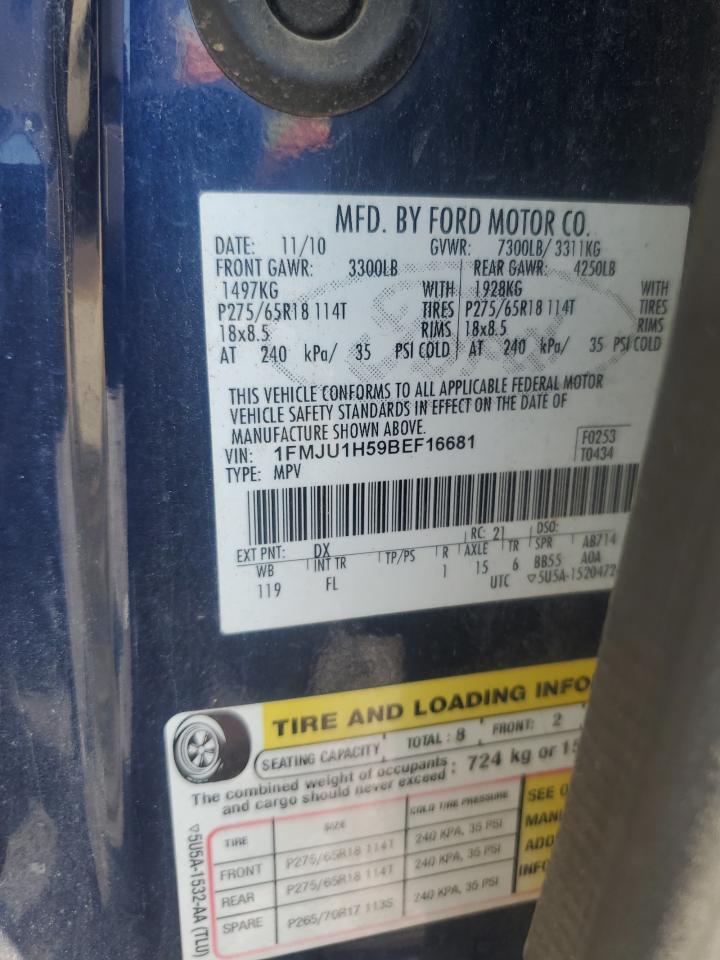 MFD. BY FORD MOTOR CO.
DATE: 11/10 GVWR: 7300LB/ 3311KG
FRONT GAWR: 3300LB REAR GAWR: 4250LB
1497KG WITH 1928KG WITH
P275/65R18 114T TIRES P275/65R18 114T TIRES
18x8.5 RIMS 18x8.5 RIMS
AT 240 kPa/ 35 PSI COLD AT 240 kPa/ 35 PSI COLD
THIS VEHICLE CONFORMS TO ALL APPLICABLE FEDERAL MOTOR
VEHICLE SAFETY STANDARDS IN EFFECT ON THE DATE OF
MANUFACTURE SHOWN ABOVE.
VIN: 1FMJU1H59BEF16681 F0253
TYPE: MPV T0434
EXT PNT: DX RC: 21 DSO:
WB INT TR TP/PS R AXLE TR SPR AB714
119 FL 1 15 6 BB55 A0A
UTC ▽5U5A-1520472-
TIRE AND LOADING INFO
SEATING CAPACITY TOTAL: 8 FRONT: 2
The combined weight of occupants
and cargo should never exceed: 724 kg or 15
TIRE SIZE COLD TIRE PRESSURE SEE
FRONT P275/65R18 114T 240 KPA, 35 PSI
REAR P275/65R18 114T 240 KPA, 35 PSI
SPARE P265/70R17 113S 240 KPA, 35 PSI
▽5U5A-1532-AA (TLU)